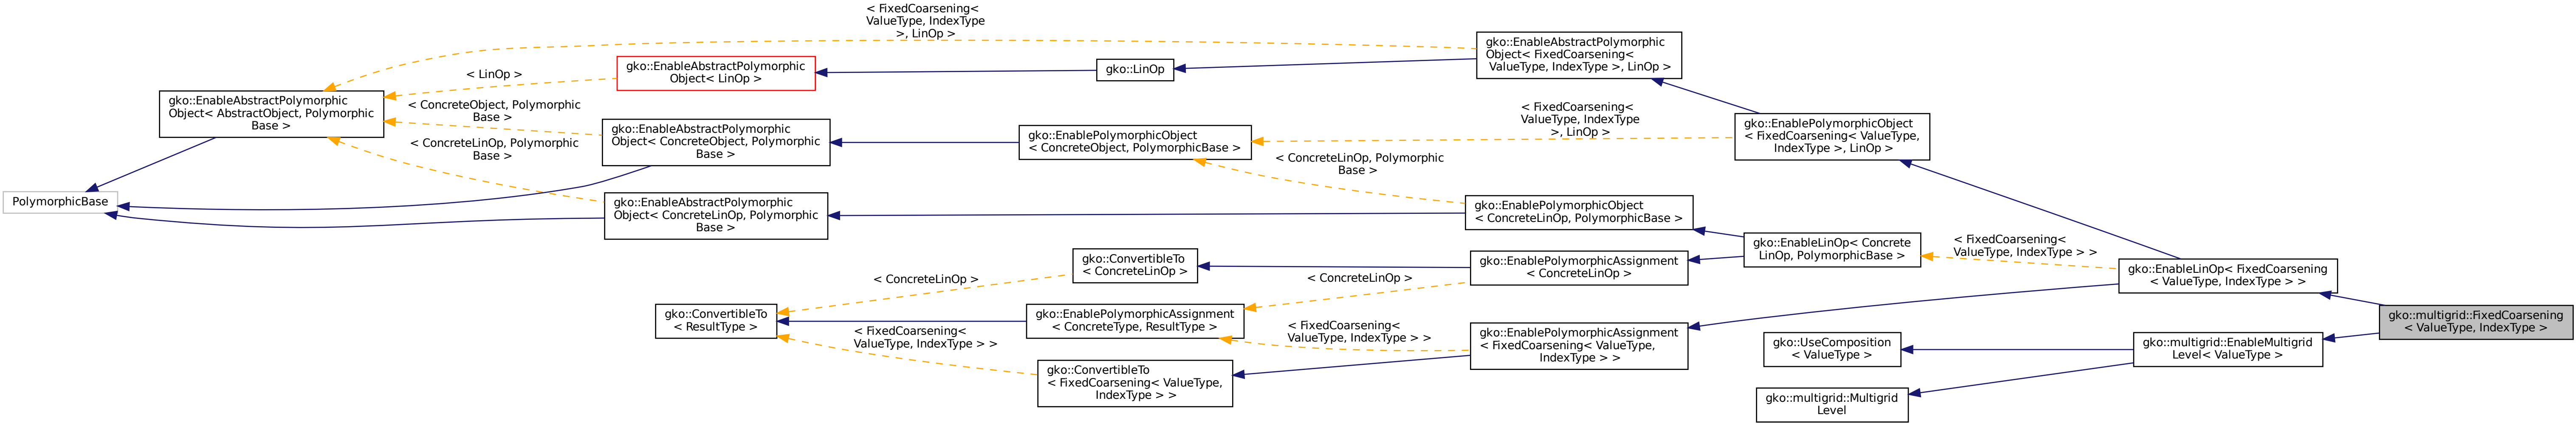 PolymorphicBase
gko::EnableAbstractPolymorphic
Object< AbstractObject, Polymorphic
Base >
< FixedCoarsening<
ValueType, IndexType
>, LinOp >
< LinOp >
< ConcreteObject, Polymorphic
Base >
< ConcreteLinOp, Polymorphic
Base >
gko::EnableAbstractPolymorphic
Object< LinOp >
gko::EnableAbstractPolymorphic
Object< ConcreteObject, Polymorphic
Base >
gko::EnableAbstractPolymorphic
Object< ConcreteLinOp, Polymorphic
Base >
gko::ConvertibleTo
< ResultType >
< ConcreteLinOp >
< FixedCoarsening<
ValueType, IndexType > >
gko::LinOp
gko::EnablePolymorphicObject
< ConcreteObject, PolymorphicBase >
gko::ConvertibleTo
< ConcreteLinOp >
gko::EnablePolymorphicAssignment
< ConcreteType, ResultType >
gko::ConvertibleTo
< FixedCoarsening< ValueType,
IndexType > >
< ConcreteLinOp, Polymorphic
Base >
< ConcreteLinOp >
< FixedCoarsening<
ValueType, IndexType > >
gko::EnableAbstractPolymorphic
Object< FixedCoarsening<
ValueType, IndexType >, LinOp >
< FixedCoarsening<
ValueType, IndexType
>, LinOp >
gko::EnablePolymorphicObject
< ConcreteLinOp, PolymorphicBase >
gko::EnablePolymorphicAssignment
< ConcreteLinOp >
gko::EnablePolymorphicAssignment
< FixedCoarsening< ValueType,
IndexType > >
gko::EnablePolymorphicObject
< FixedCoarsening< ValueType,
IndexType >, LinOp >
gko::EnableLinOp< Concrete
LinOp, PolymorphicBase >
gko::UseComposition
< ValueType >
gko::multigrid::Multigrid
Level
< FixedCoarsening<
ValueType, IndexType > >
gko::EnableLinOp< FixedCoarsening
< ValueType, IndexType > >
gko::multigrid::EnableMultigrid
Level< ValueType >
gko::multigrid::FixedCoarsening
< ValueType, IndexType >